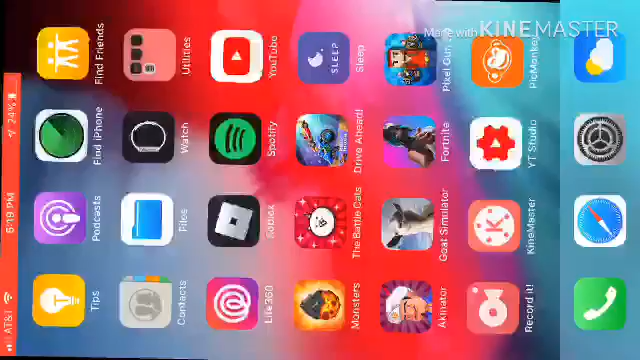 AT&T 6:19 PM 24%
Tips Podcasts Find iPhone Find Friends
Contacts Files Watch Utilities
Life360 Roblox Spotify YouTube
Monsters The Battle Cats Drive Ahead! Sleep
SLEEP
Akinator Goat Simulator Fortnite Pixel Gun
Record it! KineMaster YT Studio PicMonkey
Made with KINEMASTER